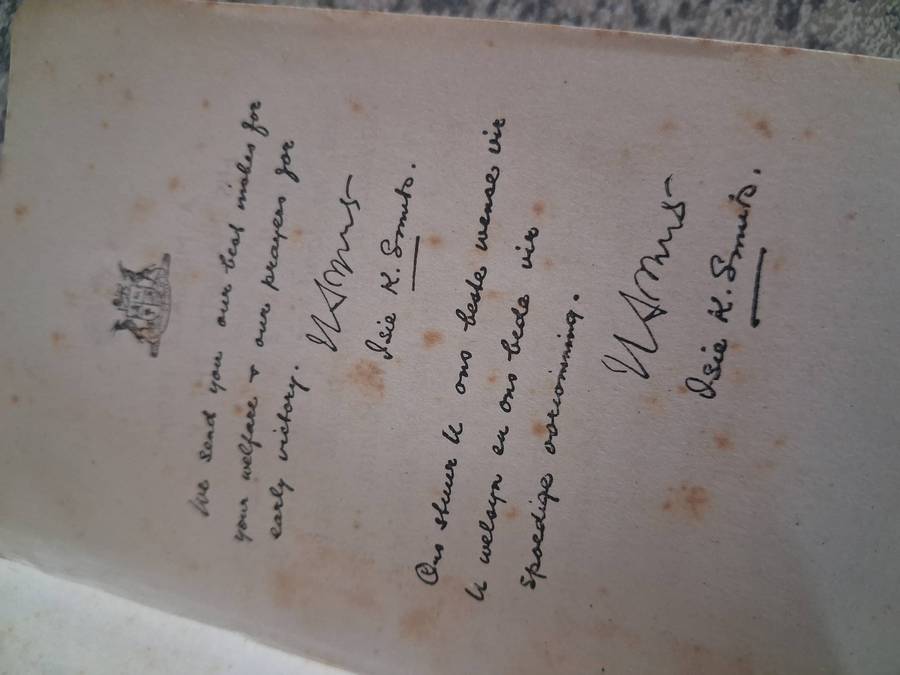 We send you our best wishes for
your welfare + our prayers for
early victory.
J C Smuts
Isie K. Smuts.
Ons stuur U ons beste wense vir
U welsyn en ons bede vir
spoedige oorwinning.
J C Smuts
Isie K. Smuts.